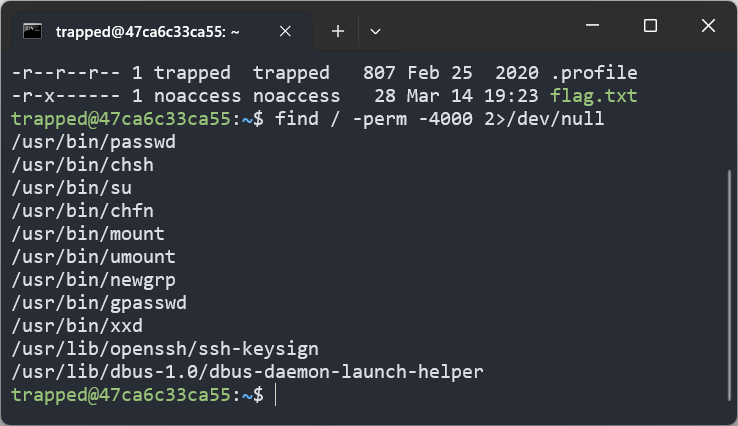 trapped@47ca6c33ca55: ~
-r--r--r-- 1 trapped  trapped   807 Feb 25  2020 .profile
-r-x------ 1 noaccess noaccess   28 Mar 14 19:23 flag.txt
trapped@47ca6c33ca55:~$ find / -perm -4000 2>/dev/null
/usr/bin/passwd
/usr/bin/chsh
/usr/bin/su
/usr/bin/chfn
/usr/bin/mount
/usr/bin/umount
/usr/bin/newgrp
/usr/bin/gpasswd
/usr/bin/xxd
/usr/lib/openssh/ssh-keysign
/usr/lib/dbus-1.0/dbus-daemon-launch-helper
trapped@47ca6c33ca55:~$